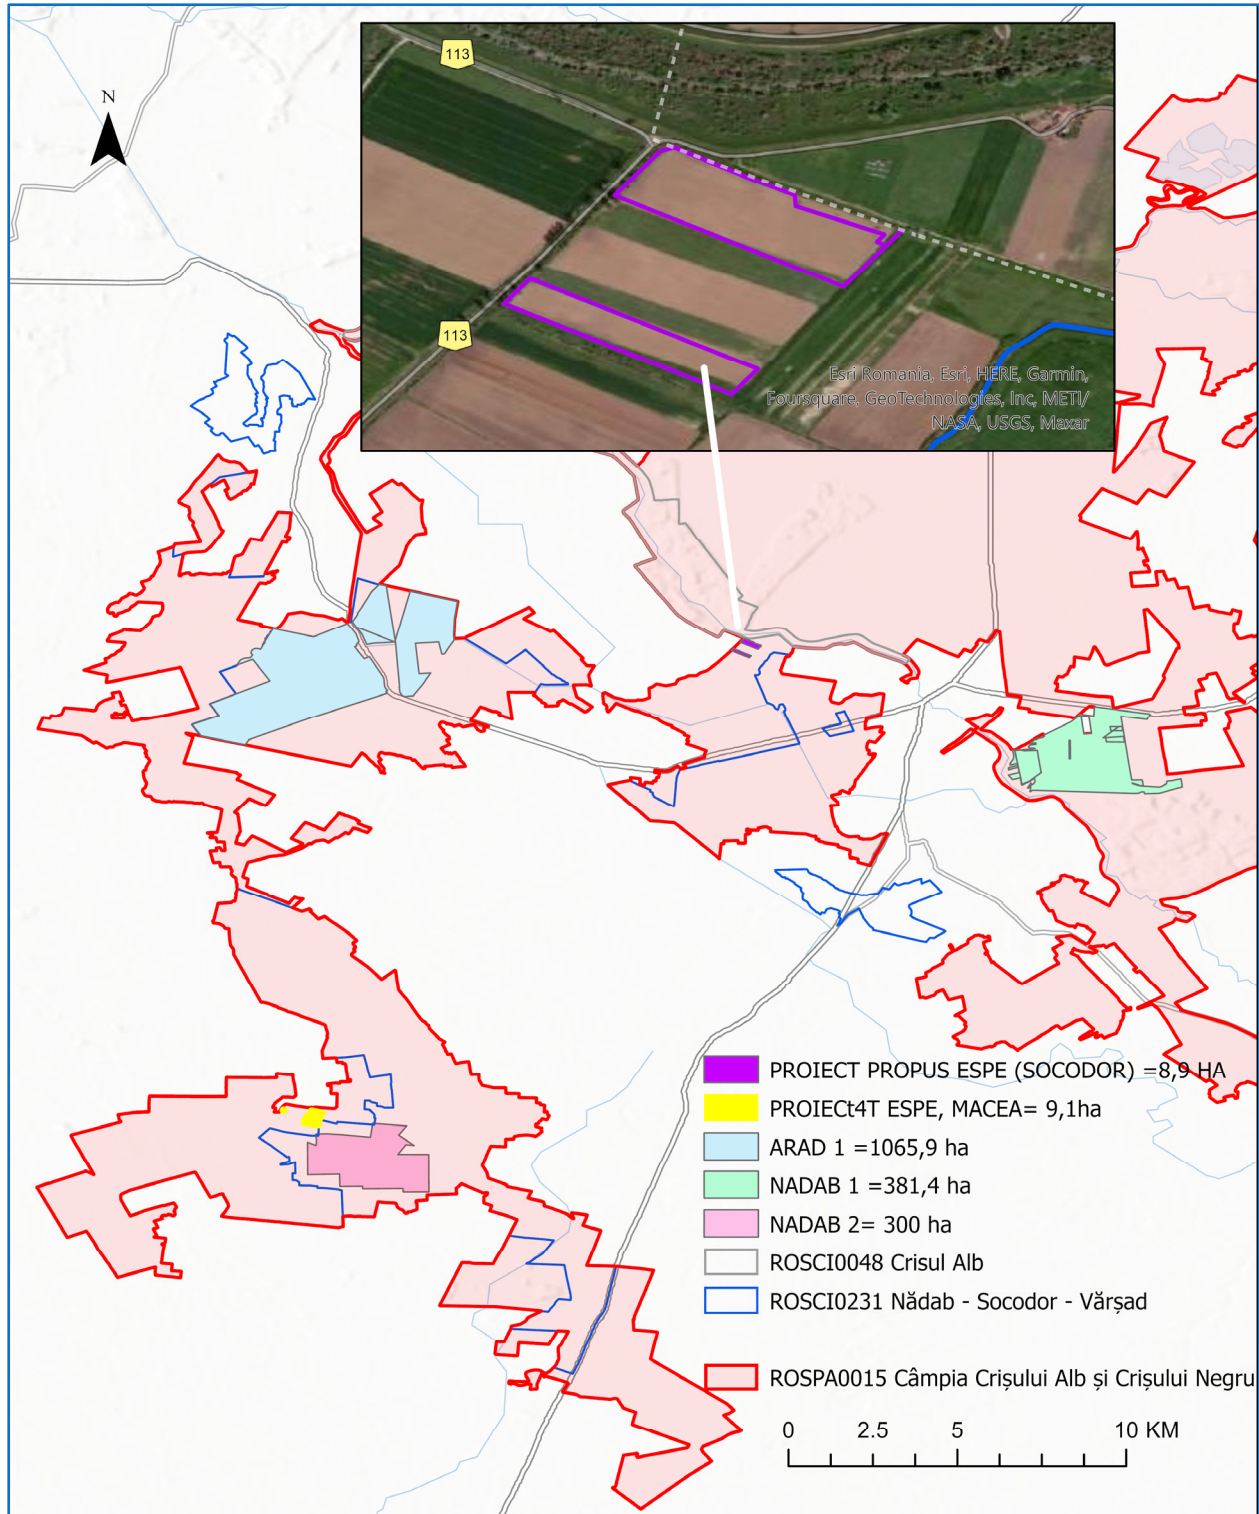 N
113
113
Esri Romania, Esri, HERE, Garmin,
Foursquare, GeoTechnologies, Inc, METI/
NASA, USGS, Maxar
PROIECT PROPUS ESPE (SOCODOR) =8,9 HA
PROIECt4T ESPE, MACEA= 9,1ha
ARAD 1 =1065,9 ha
NADAB 1 =381,4 ha
NADAB 2= 300 ha
ROSCI0048 Crisul Alb
ROSCI0231 Nădab - Socodor - Vărșad
ROSPA0015 Câmpia Crișului Alb și Crișului Negru
0 2.5 5 10 KM